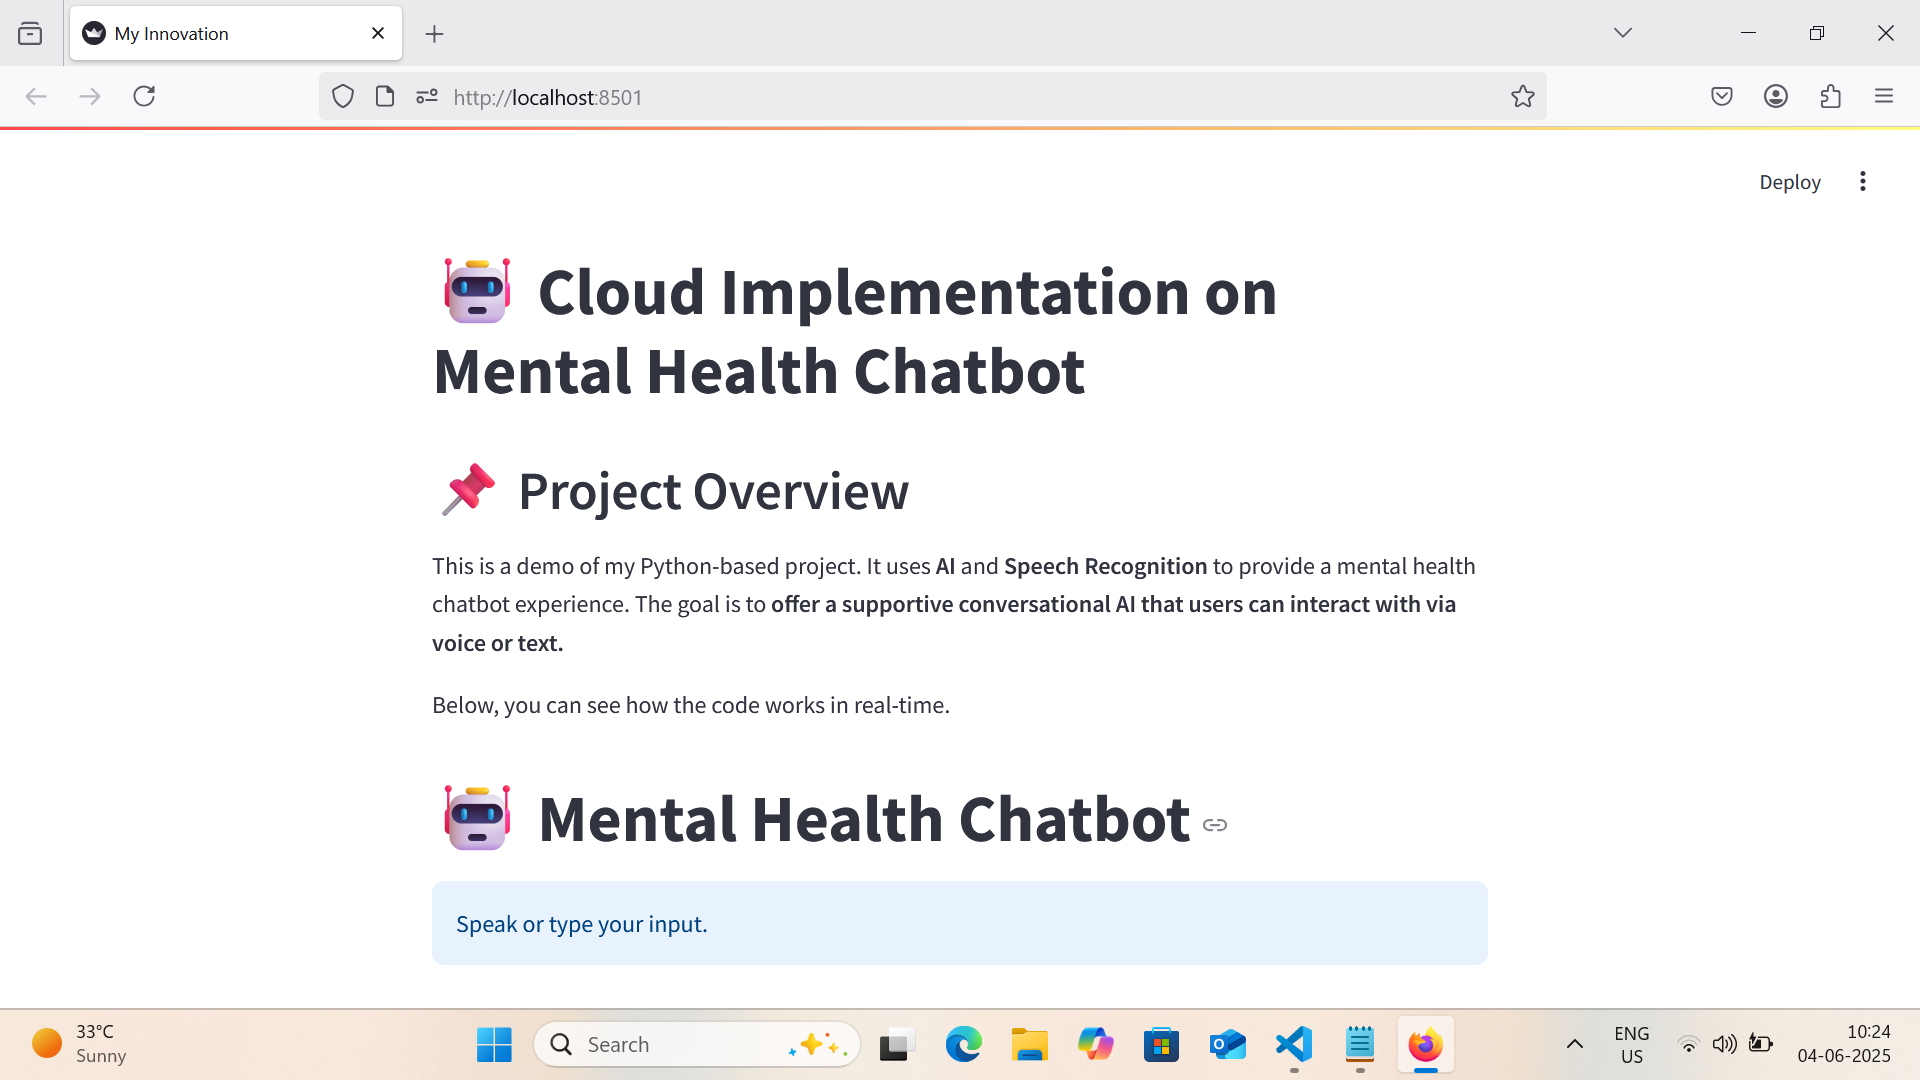 My Innovation
http://localhost:8501
Deploy
Cloud Implementation on
Mental Health Chatbot
Project Overview
This is a demo of my Python-based project. It uses AI and Speech Recognition to provide a mental health
chatbot experience. The goal is to offer a supportive conversational AI that users can interact with via
voice or text.
Below, you can see how the code works in real-time.
Mental Health Chatbot
Speak or type your input.
33°C
Sunny
Search
ENG
US
10:24
04-06-2025